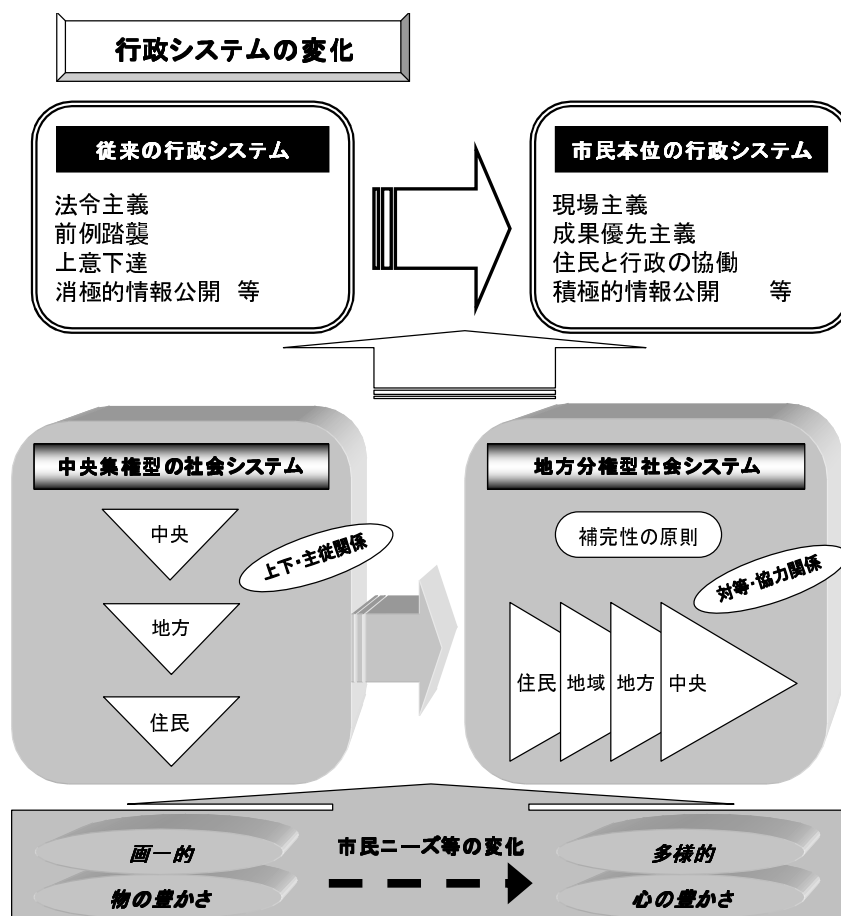 行政システムの変化
従来の行政システム
法令主義
前例踏襲
上意下達
消極的情報公開 等
市民本位の行政システム
現場主義
成果優先主義
住民と行政の協働
積極的情報公開 等
中央集権型の社会システム
中央
上下・主従関係
地方
住民
地方分権型社会システム
補完性の原則
対等・協力関係
住民 地域 地方 中央
市民ニーズ等の変化
画一的
物の豊かさ
多様的
心の豊かさ